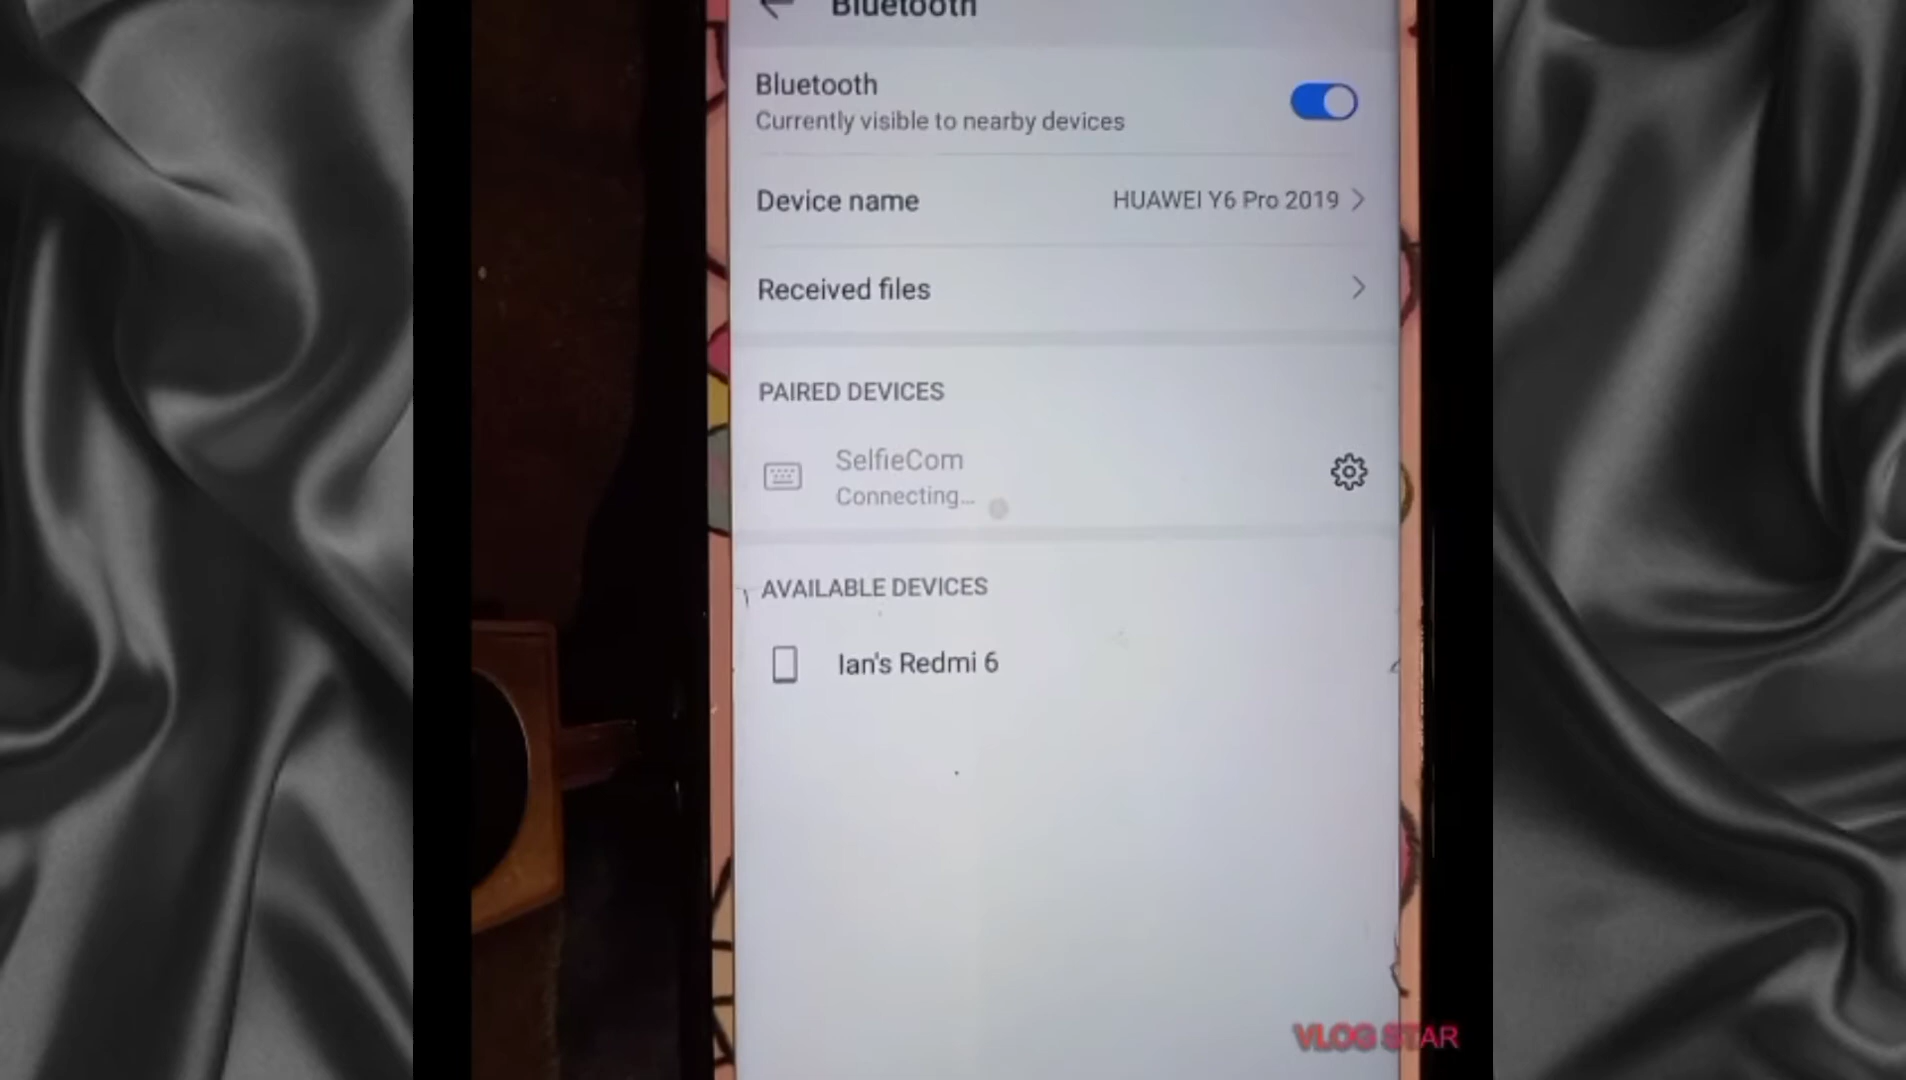 Bluetooth
Bluetooth
Currently visible to nearby devices
Device name
HUAWEI Y6 Pro 2019
Received files
PAIRED DEVICES
SelfieCom
Connecting...
AVAILABLE DEVICES
Ian's Redmi 6
VLOG STAR